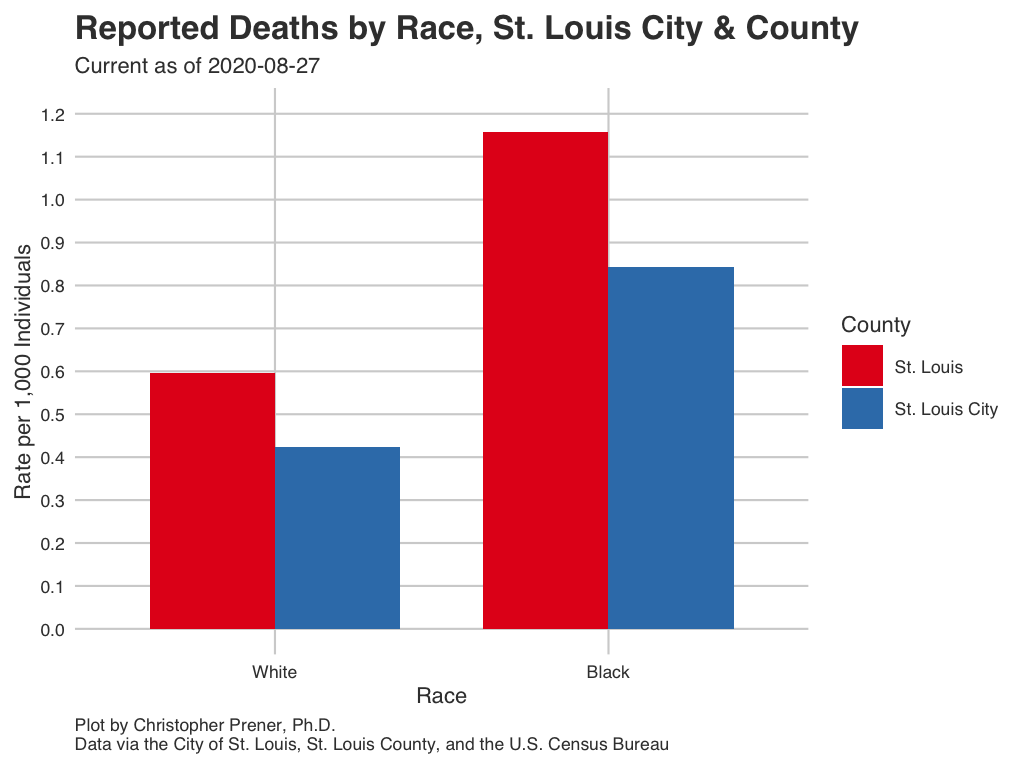 Reported Deaths by Race, St. Louis City & County
Current as of 2020-08-27
Rate per 1,000 Individuals
1.2
1.1
1.0
0.9
0.8
0.7
0.6
0.5
0.4
0.3
0.2
0.1
0.0
White
Black
Race
County
St. Louis
St. Louis City
Plot by Christopher Prener, Ph.D.
Data via the City of St. Louis, St. Louis County, and the U.S. Census Bureau